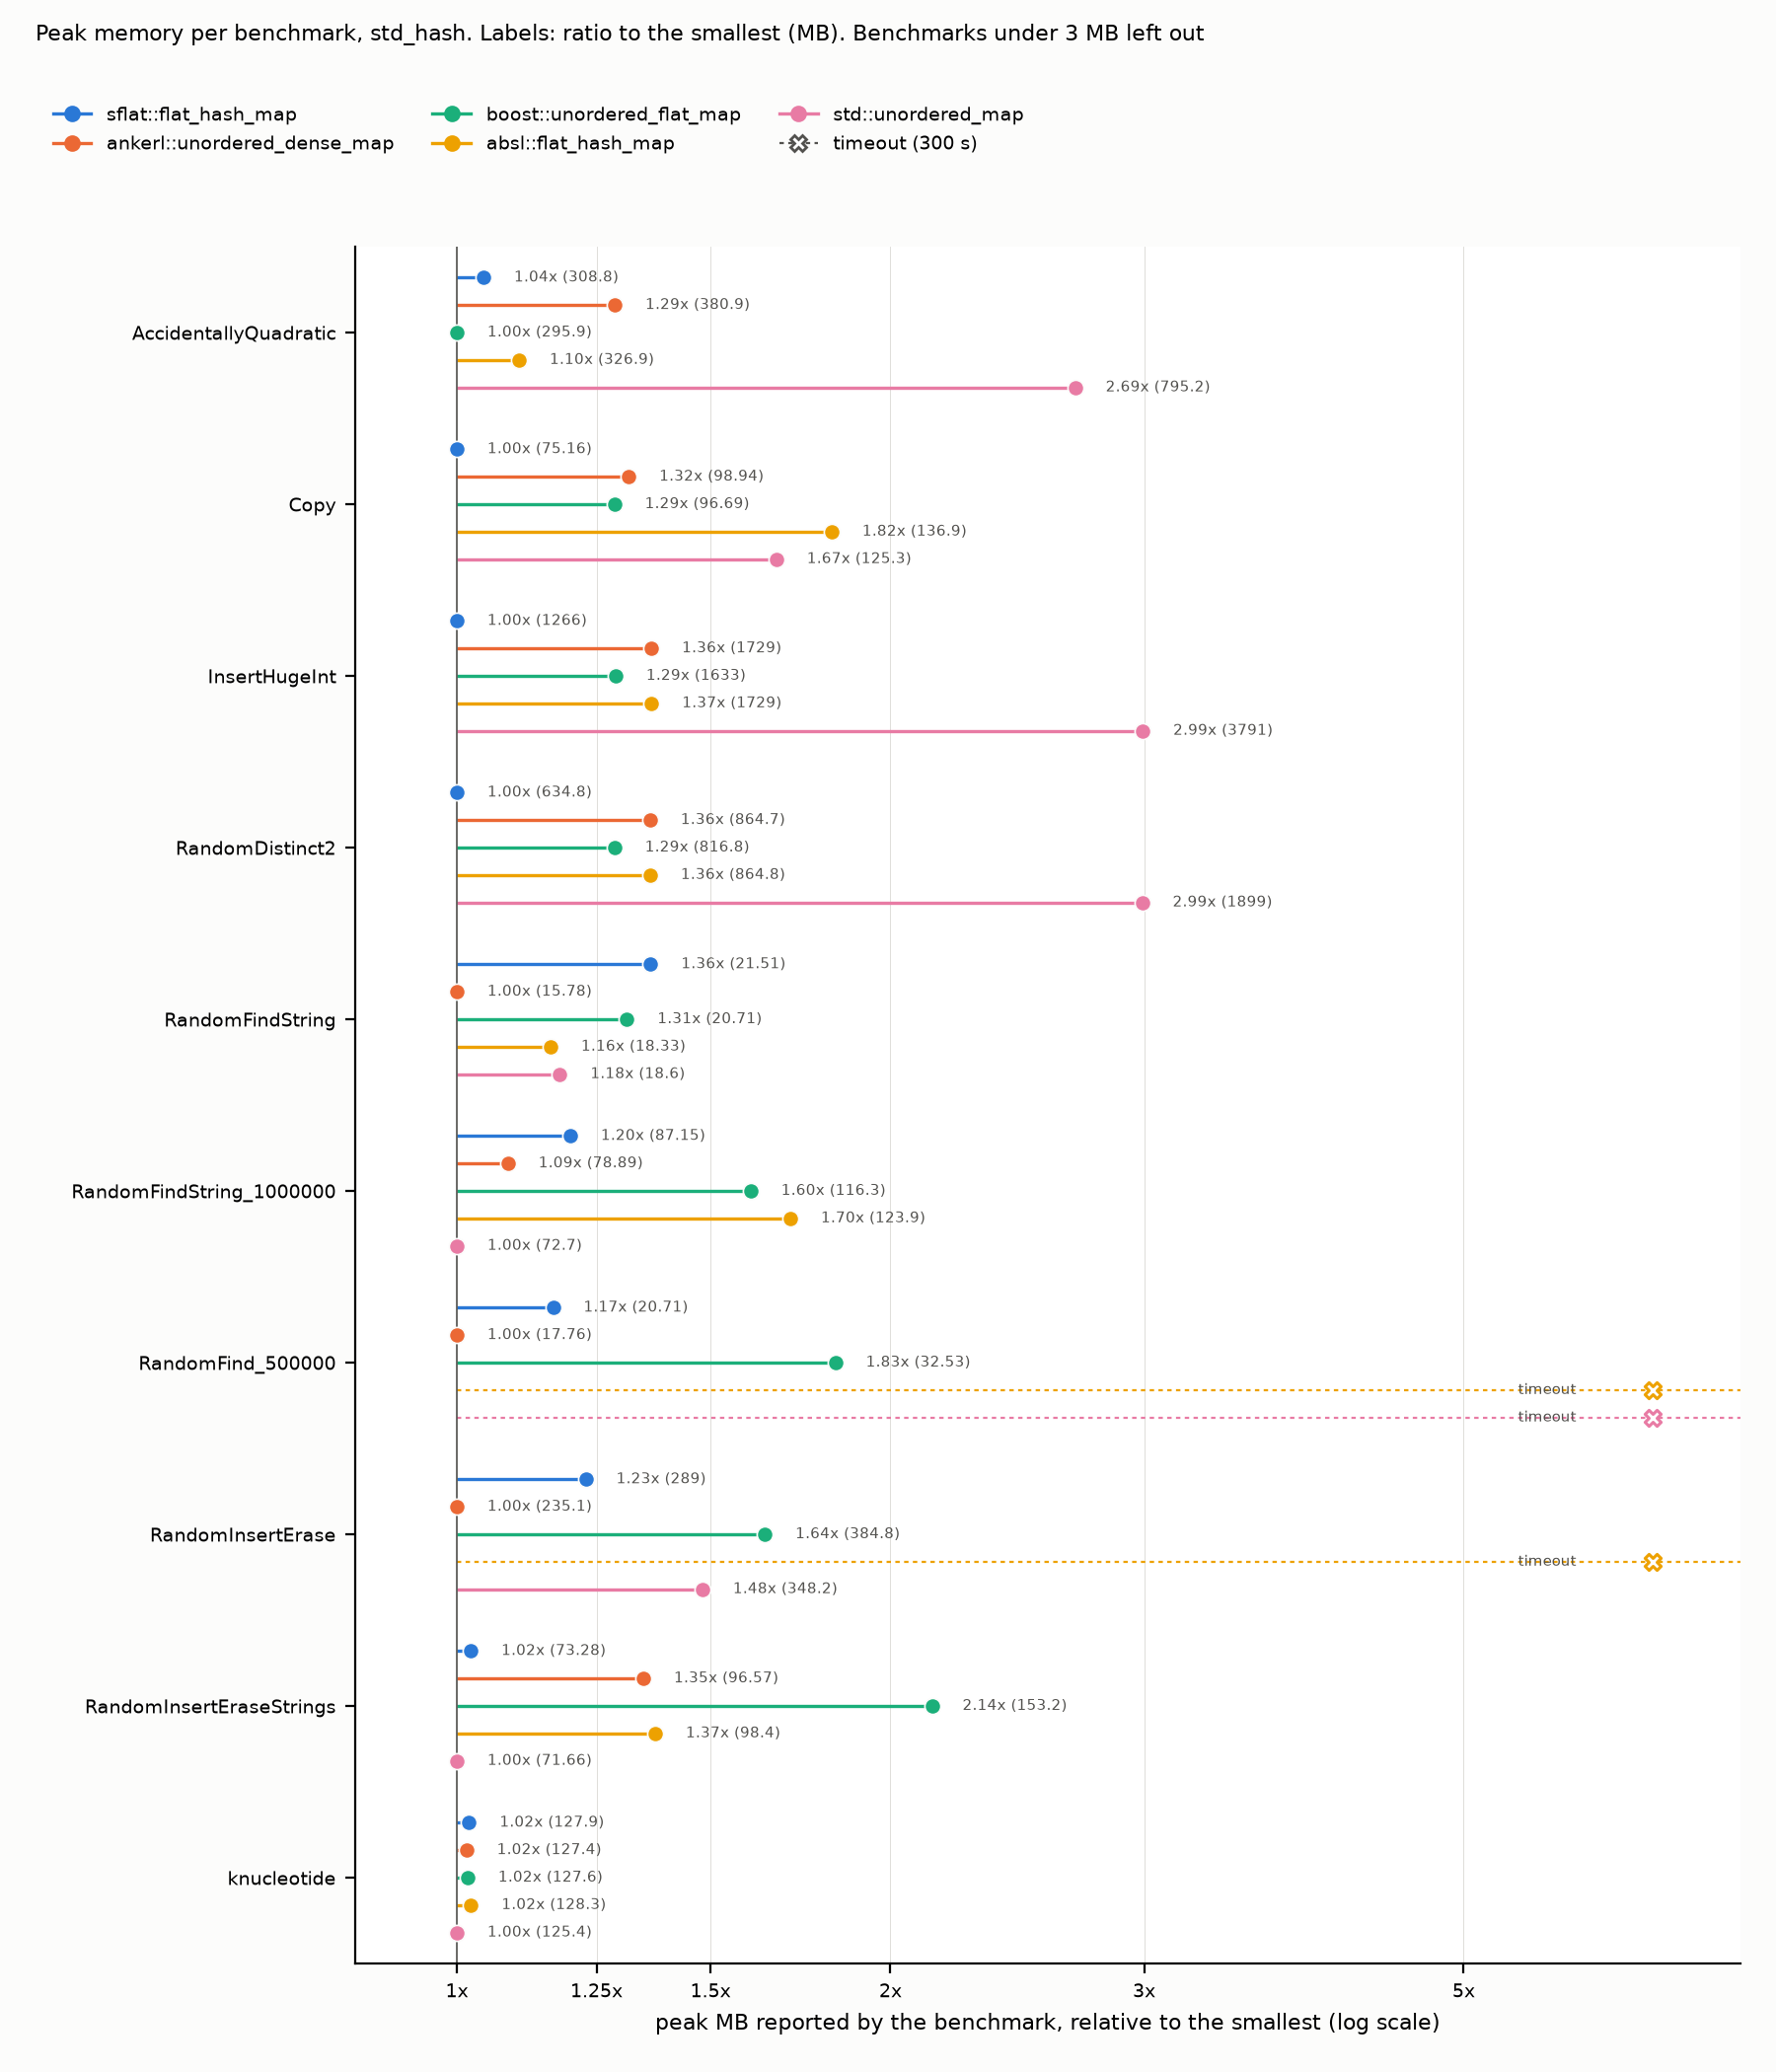 Peak memory per benchmark, std_hash. Labels: ratio to the smallest (MB). Benchmarks under 3 MB left out
sflat::flat_hash_map
ankerl::unordered_dense_map
boost::unordered_flat_map
absl::flat_hash_map
std::unordered_map
timeout (300 s)
AccidentallyQuadratic
1.04x (308.8)
1.29x (380.9)
1.00x (295.9)
1.10x (326.9)
2.69x (795.2)
Copy
1.00x (75.16)
1.32x (98.94)
1.29x (96.69)
1.82x (136.9)
1.67x (125.3)
InsertHugeInt
1.00x (1266)
1.36x (1729)
1.29x (1633)
1.37x (1729)
2.99x (3791)
RandomDistinct2
1.00x (634.8)
1.36x (864.7)
1.29x (816.8)
1.36x (864.8)
2.99x (1899)
RandomFindString
1.36x (21.51)
1.00x (15.78)
1.31x (20.71)
1.16x (18.33)
1.18x (18.6)
RandomFindString_1000000
1.20x (87.15)
1.09x (78.89)
1.60x (116.3)
1.70x (123.9)
1.00x (72.7)
RandomFind_500000
1.17x (20.71)
1.00x (17.76)
1.83x (32.53)
timeout
timeout
RandomInsertErase
1.23x (289)
1.00x (235.1)
1.64x (384.8)
timeout
1.48x (348.2)
RandomInsertEraseStrings
1.02x (73.28)
1.35x (96.57)
2.14x (153.2)
1.37x (98.4)
1.00x (71.66)
knucleotide
1.02x (127.9)
1.02x (127.4)
1.02x (127.6)
1.02x (128.3)
1.00x (125.4)
1x 1.25x 1.5x 2x 3x 5x
peak MB reported by the benchmark, relative to the smallest (log scale)